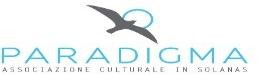 PARADIGMA
ASSOCIAZIONE CULTURALE IN SOLANAS